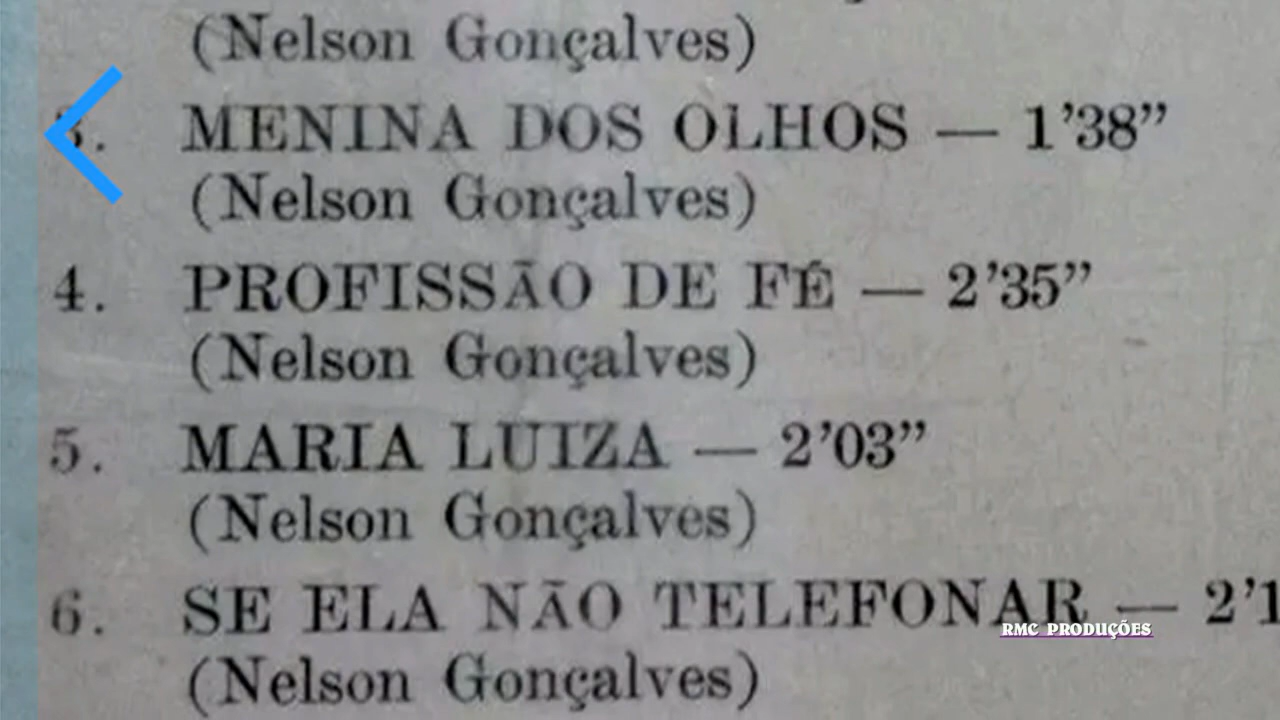 (Nelson Gonçalves)
3. MENINA DOS OLHOS — 1'38”
(Nelson Gonçalves)
4. PROFISSÃO DE FÉ — 2'35”
(Nelson Gonçalves)
5. MARIA LUIZA — 2'03”
(Nelson Gonçalves)
6. SE ELA NÃO TELEFONAR — 2'1
RMC PRODUÇÕES
(Nelson Gonçalves)